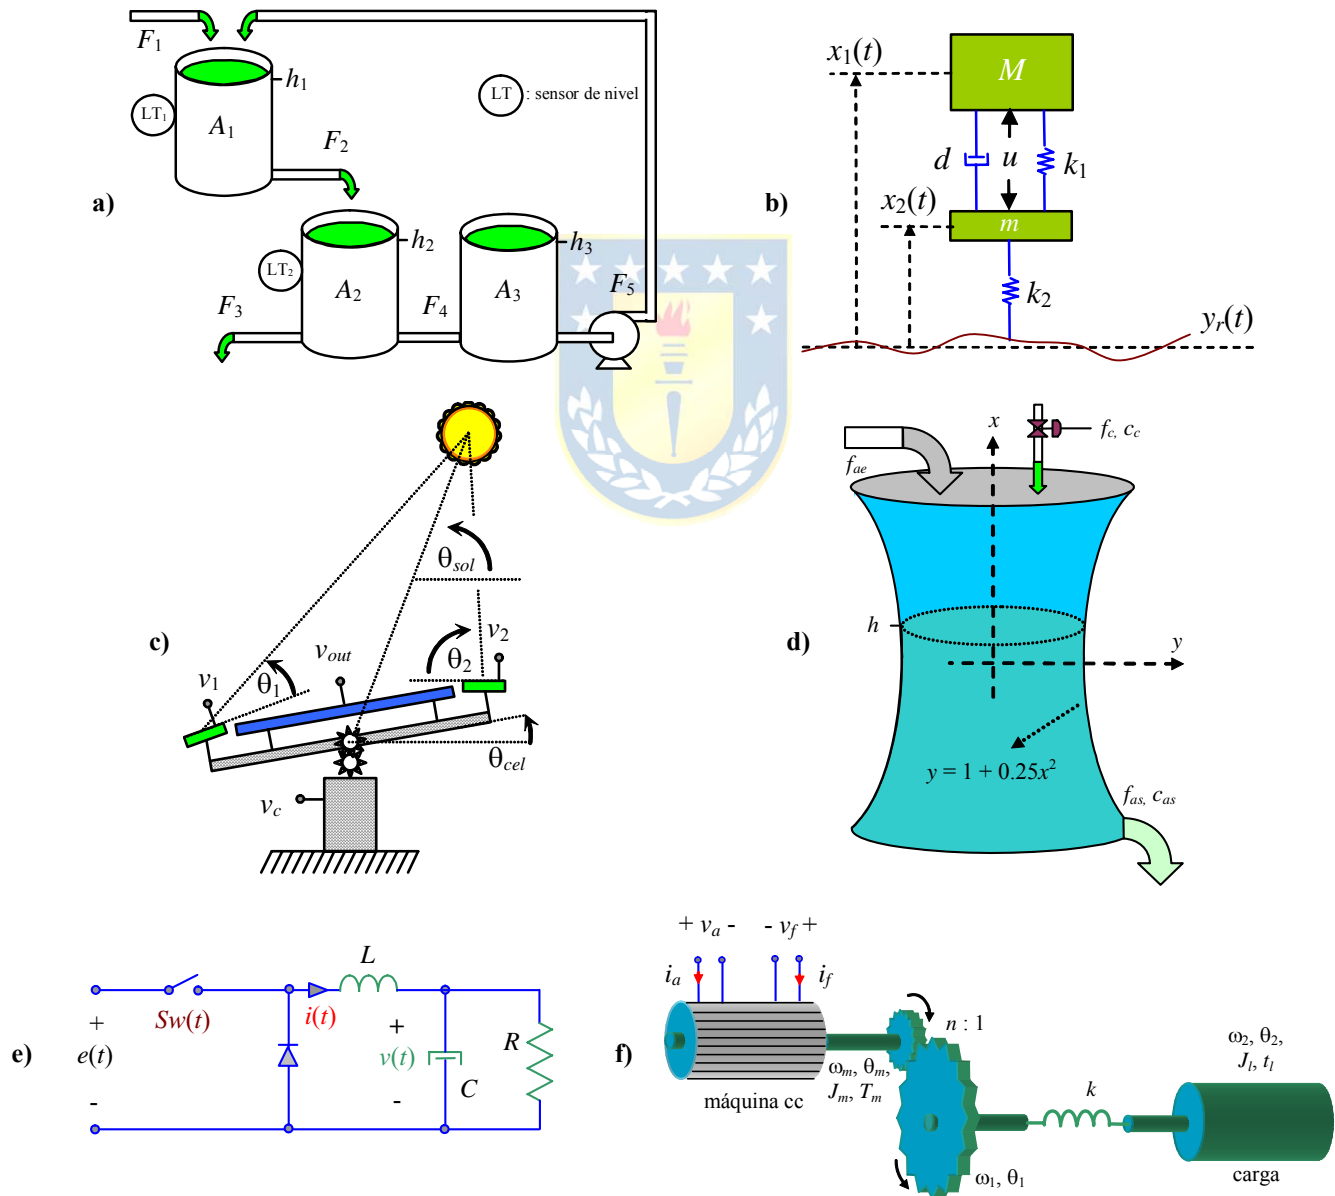 a)
F₁
h₁
LT₁
A₁
F₂
LT : sensor de nivel
h₂
LT₂
A₂
h₃
A₃
F₃
F₄
F₅
b)
x₁(t)
M
d
u
k₁
x₂(t)
m
k₂
yᵣ(t)
c)
θsol
v₁
θ₁
vout
θ₂
v₂
θcel
vc
d)
x
fc, cc
fae
h
y
y = 1 + 0.25x²
fas, cas
e)
Sw(t)
L
i(t)
+
e(t)
-
+
v(t)
-
C
R
f)
+ va - - vf +
ia
if
n : 1
ωm, θm,
Jm, Tm
máquina cc
k
ω₁, θ₁
ω₂, θ₂,
Jl, tl
carga